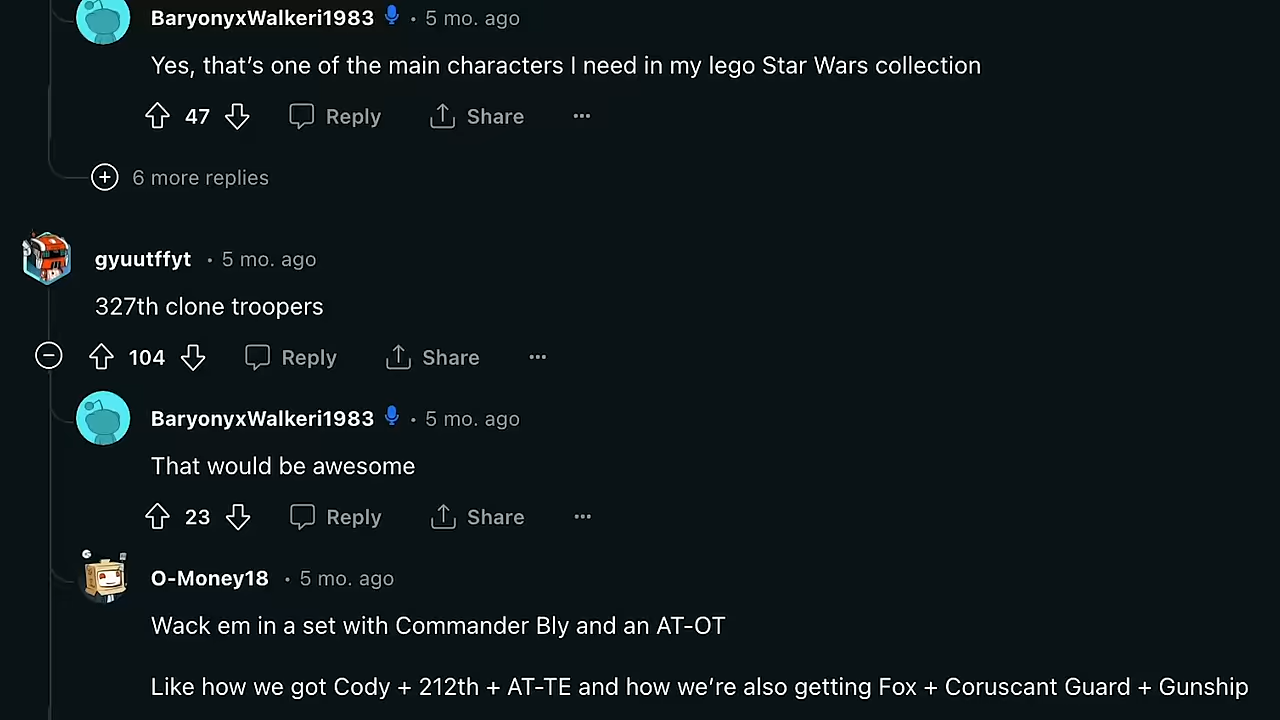 BaryonyxWalkeri1983 • 5 mo. ago
Yes, that’s one of the main characters I need in my lego Star Wars collection
47 Reply Share ...
6 more replies
gyuutffyt • 5 mo. ago
327th clone troopers
104 Reply Share ...
BaryonyxWalkeri1983 • 5 mo. ago
That would be awesome
23 Reply Share ...
O-Money18 • 5 mo. ago
Wack em in a set with Commander Bly and an AT-OT
Like how we got Cody + 212th + AT-TE and how we’re also getting Fox + Coruscant Guard + Gunship